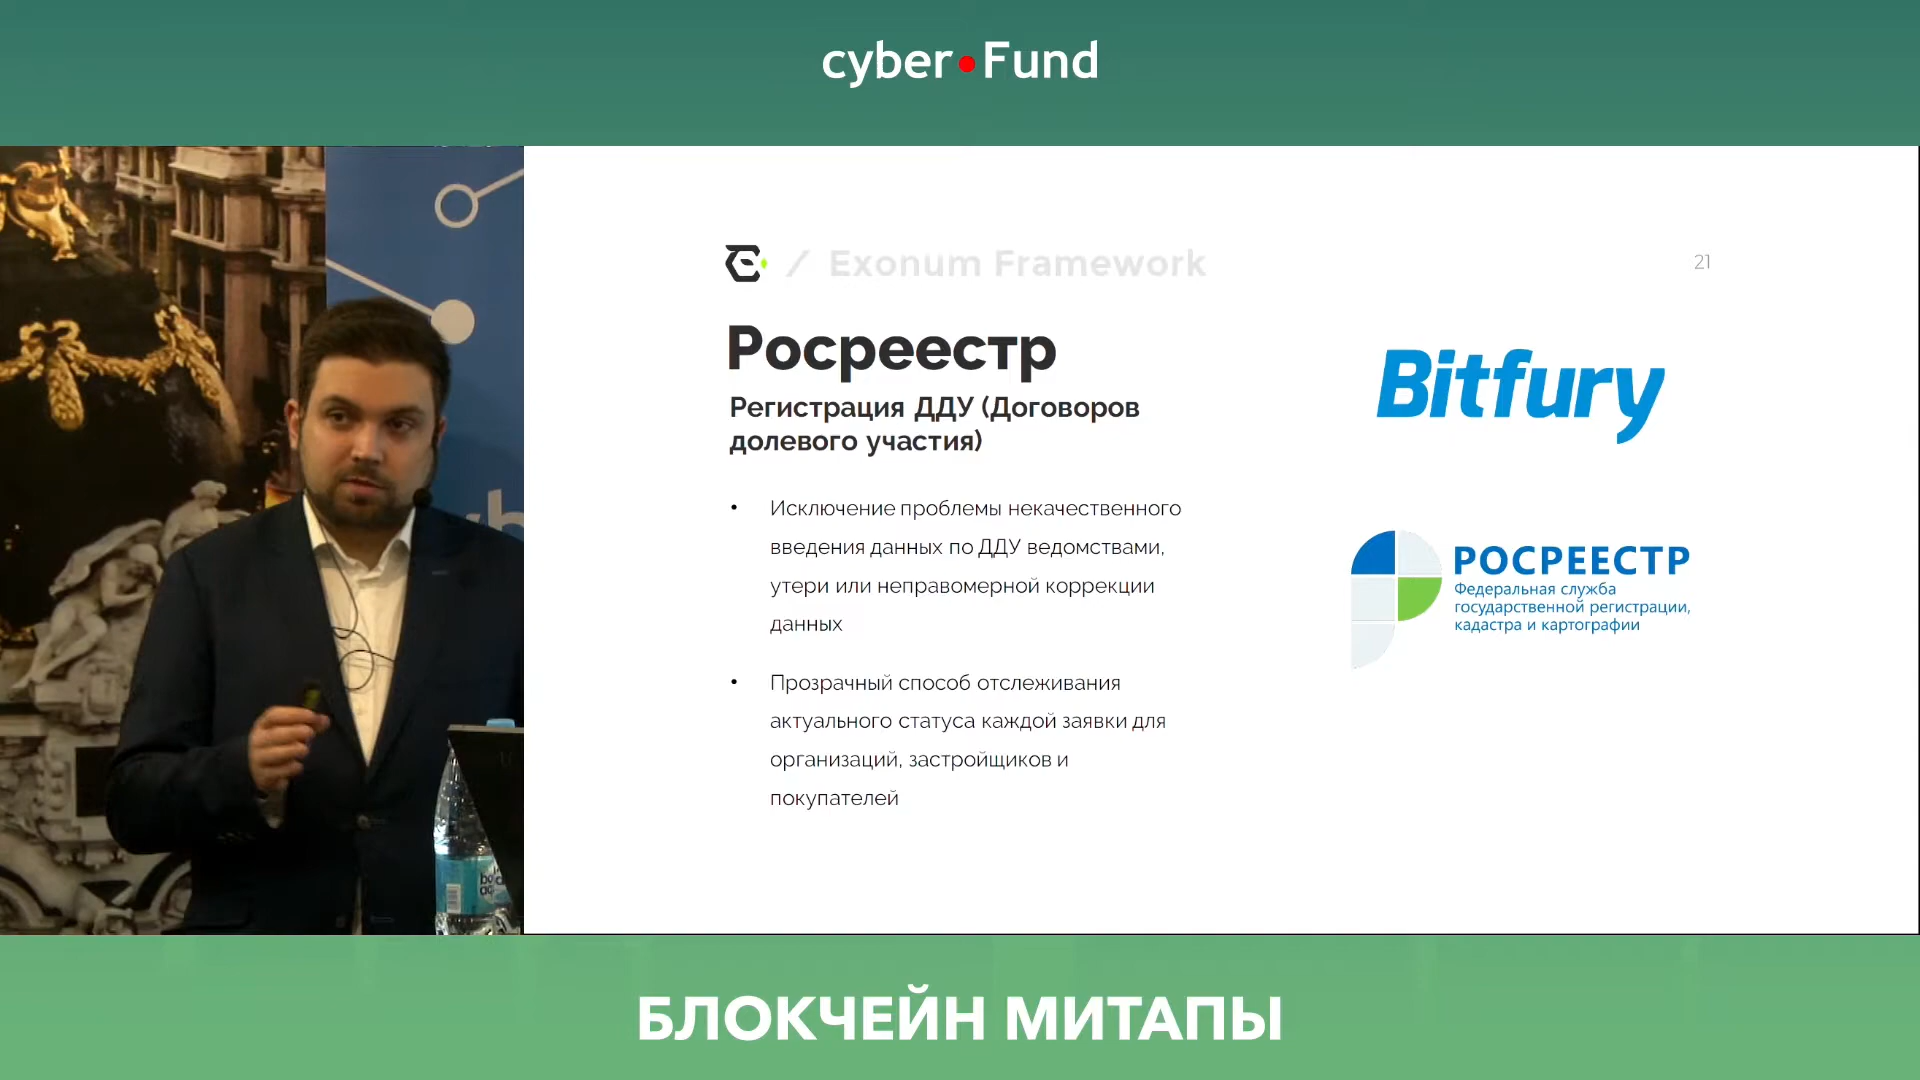 cyber•Fund
Exonum Framework
21
Росреестр
Регистрация ДДУ (Договоров
долевого участия)
• Исключение проблемы некачественного
введения данных по ДДУ ведомствами,
утери или неправомерной коррекции
данных
• Прозрачный способ отслеживания
актуального статуса каждой заявки для
организаций, застройщиков и
покупателей
Bitfury
РОСРЕЕСТР
Федеральная служба
государственной регистрации,
кадастра и картографии
БЛОКЧЕЙН МИТАПЫ